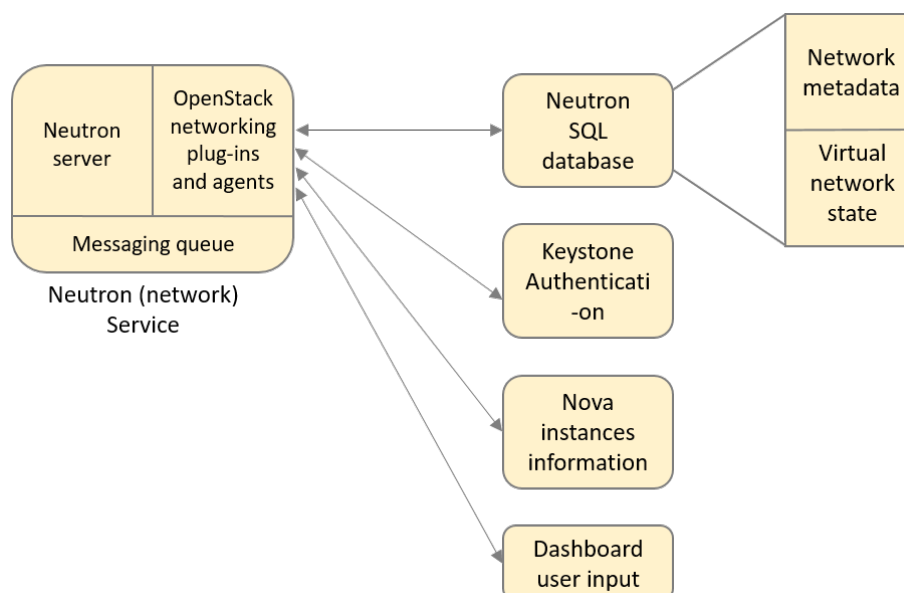 Neutron
server
OpenStack
networking
plug-ins
and agents
Messaging queue
Neutron (network)
Service
Neutron
SQL
database
Network
metadata
Virtual
network
state
Keystone
Authenticati
-on
Nova
instances
information
Dashboard
user input